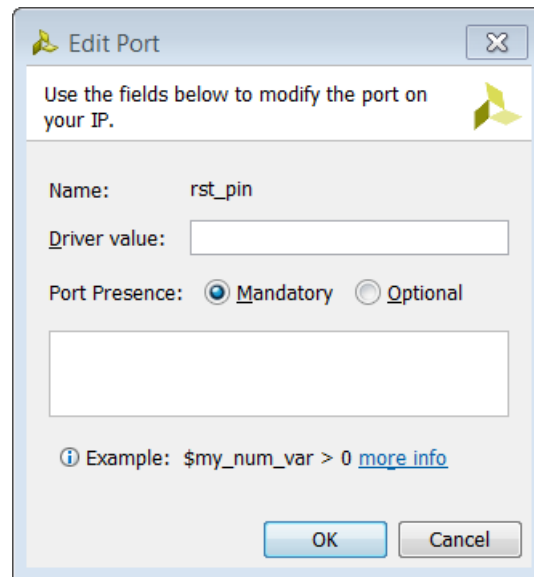 Edit Port
Use the fields below to modify the port on
your IP.
Name: rst_pin
Driver value:
Port Presence: Mandatory Optional
Example: $my_num_var > 0 more info
OK Cancel